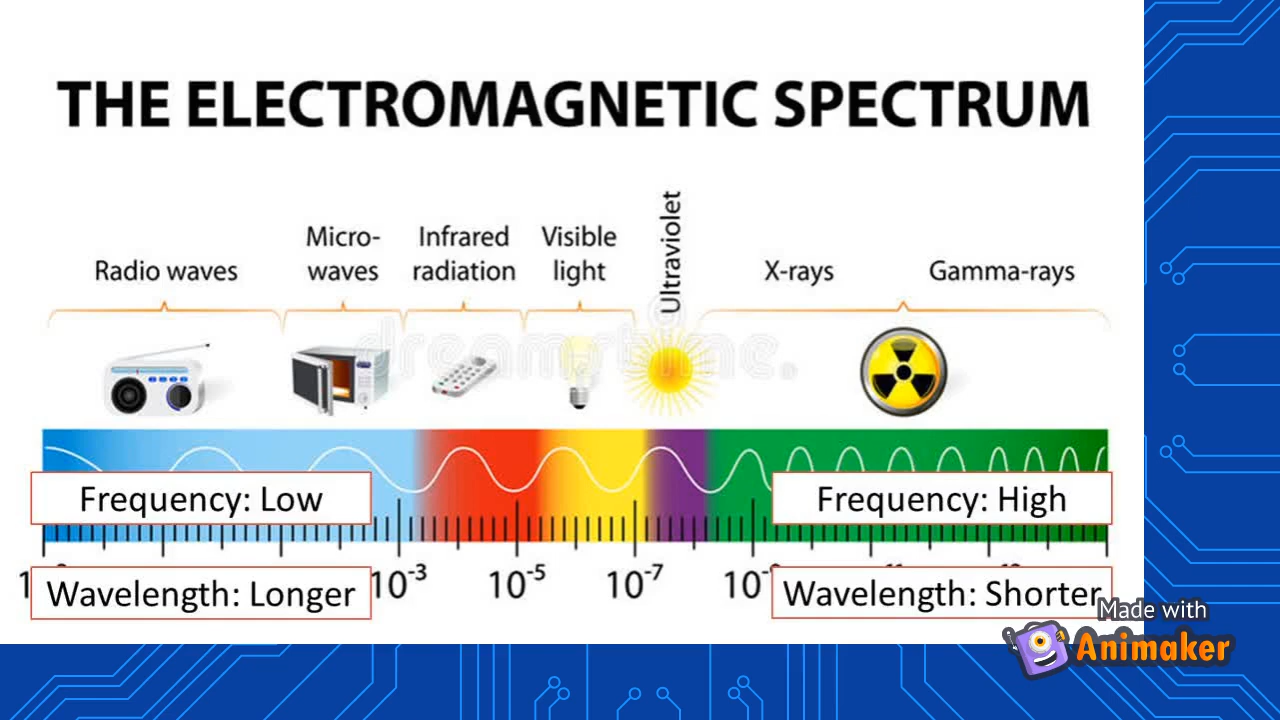 THE ELECTROMAGNETIC SPECTRUM
Radio waves
Micro-
waves
Infrared
radiation
Visible
light
Ultraviolet
X-rays
Gamma-rays
Frequency: Low
Frequency: High
10-3
10-5
10-7
Wavelength: Longer
Wavelength: Shorter
Made with
Animaker